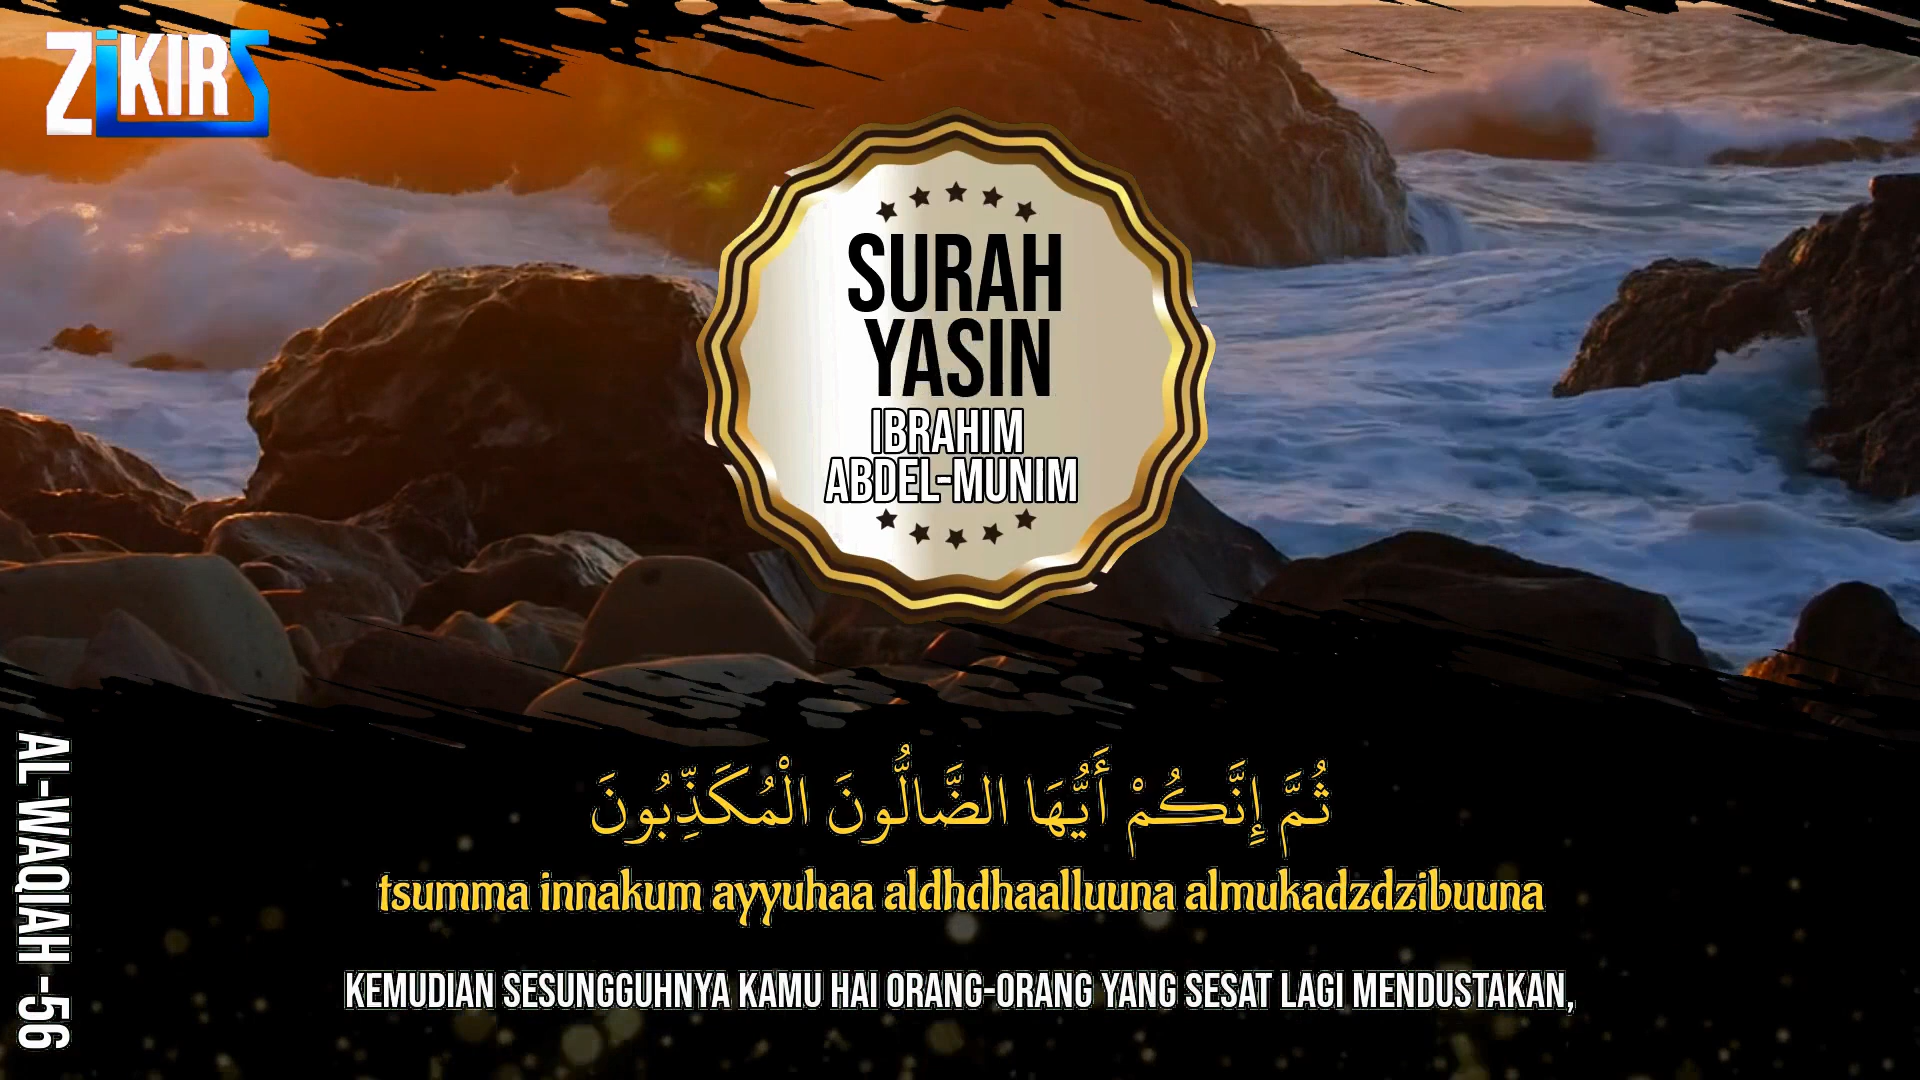 ZiKIRS
SURAH
YASIN
IBRAHIM
ABDEL-MUNIM
ثُمَّ إِنَّكُمْ أَيُّهَا الضَّالُّونَ الْمُكَذِّبُونَ
tsumma innakum ayyuhaa aldhdhaalluuna almukadzdzibuuna
KEMUDIAN SESUNGGUHNYA KAMU HAI ORANG-ORANG YANG SESAT LAGI MENDUSTAKAN,
AL-WAQIAH -56